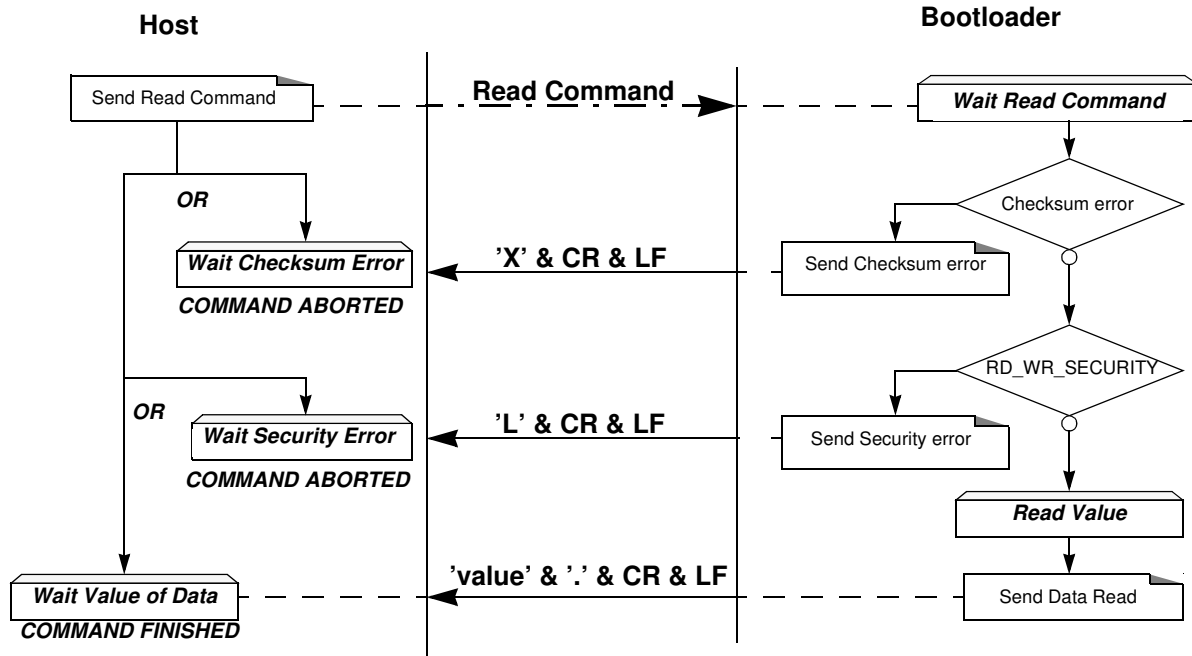 Host
Bootloader
Send Read Command
Read Command
Wait Read Command
OR
Checksum error
Wait Checksum Error
’X’ & CR & LF
Send Checksum error
COMMAND ABORTED
RD_WR_SECURITY
OR
Wait Security Error
’L’ & CR & LF
Send Security error
COMMAND ABORTED
Read Value
’value’ & ’.’ & CR & LF
Wait Value of Data
Send Data Read
COMMAND FINISHED